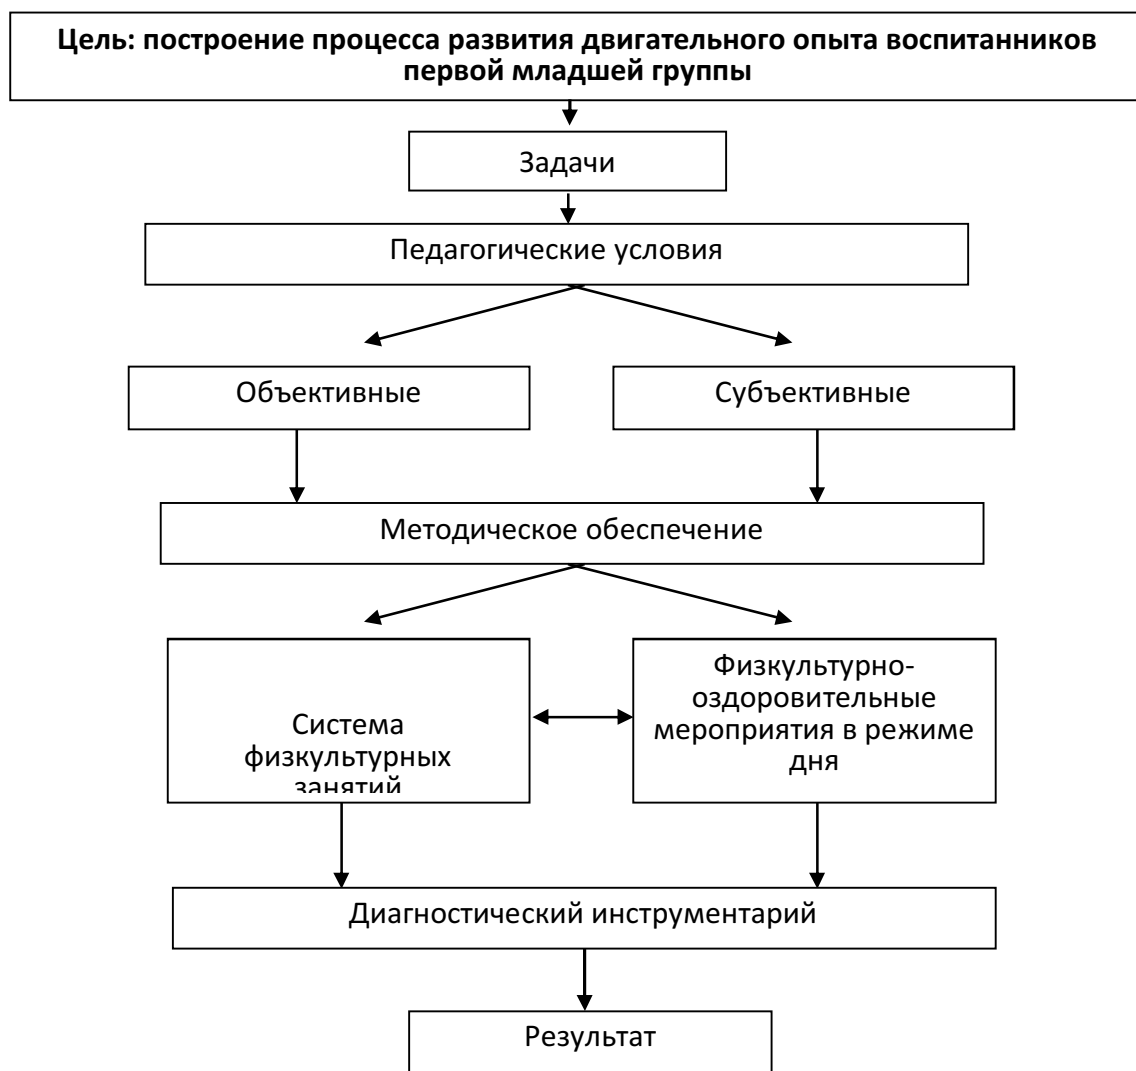 Цель: построение процесса развития двигательного опыта воспитанников
первой младшей группы
Задачи
Педагогические условия
Объективные
Субъективные
Методическое обеспечение
Система
физкультурных
занятий
Физкультурно-
оздоровительные
мероприятия в режиме
дня
Диагностический инструментарий
Результат